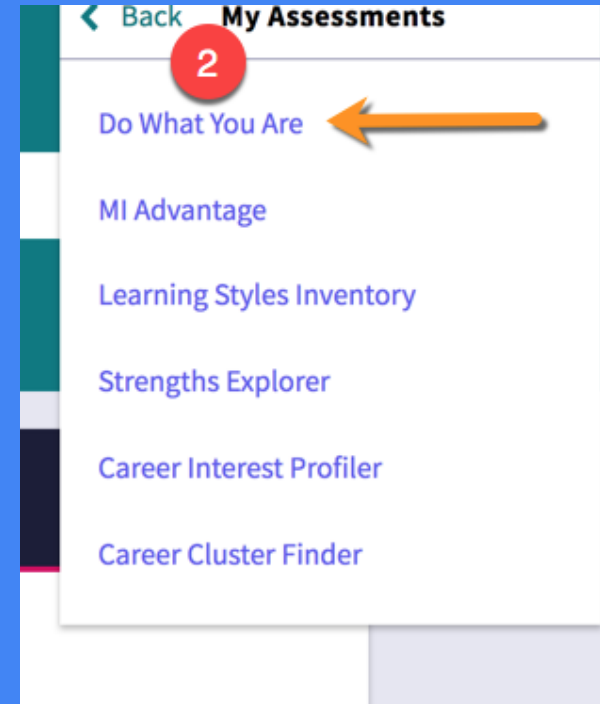 Back My Assessments
2
Do What You Are
MI Advantage
Learning Styles Inventory
Strengths Explorer
Career Interest Profiler
Career Cluster Finder